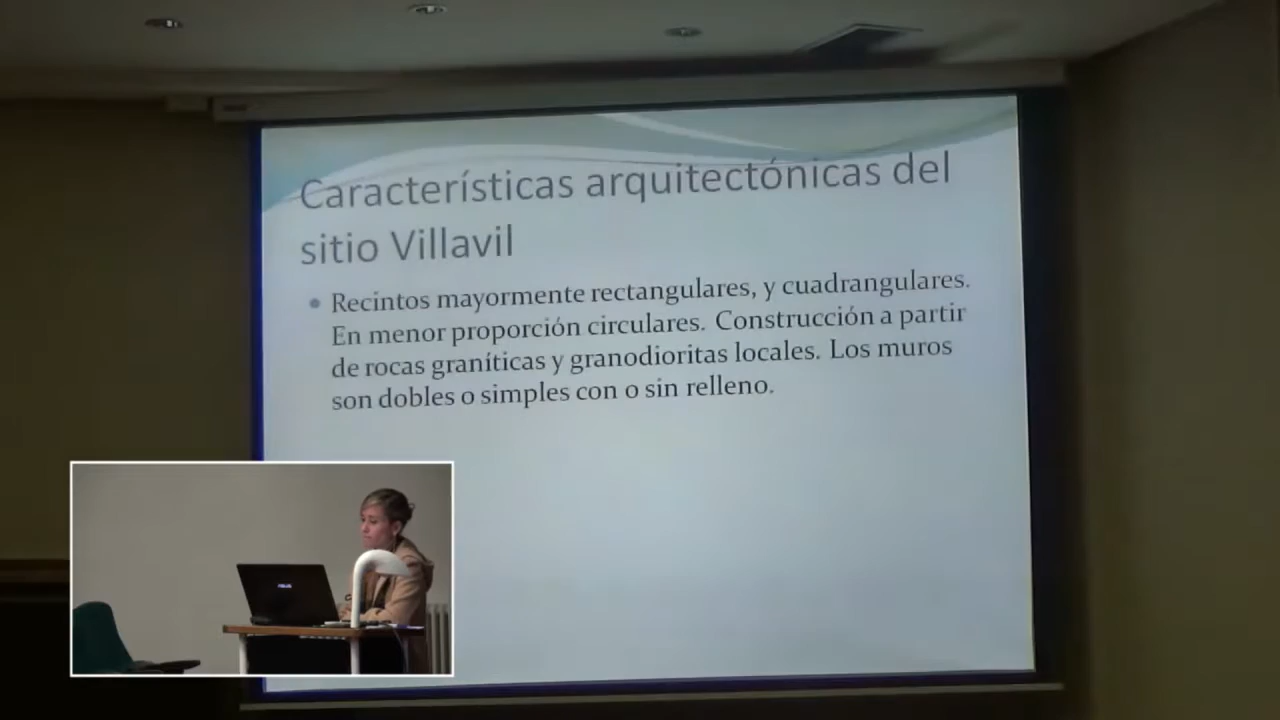 Características arquitectónicas del
sitio Villavil
• Recintos mayormente rectangulares, y cuadrangulares.
En menor proporción circulares. Construcción a partir
de rocas graníticas y granodioritas locales. Los muros
son dobles o simples con o sin relleno.
ASUS